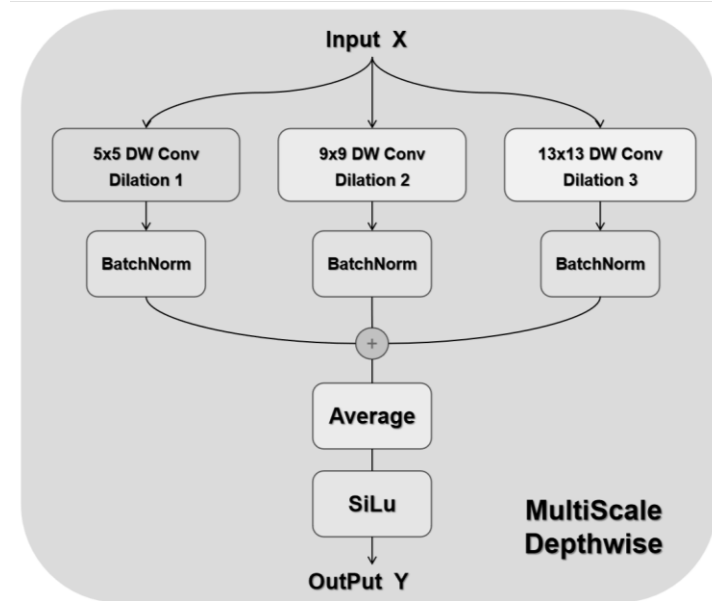 Input X
5x5 DW Conv
Dilation 1
9x9 DW Conv
Dilation 2
13x13 DW Conv
Dilation 3
BatchNorm
BatchNorm
BatchNorm
+
Average
SiLu
MultiScale
Depthwise
OutPut Y